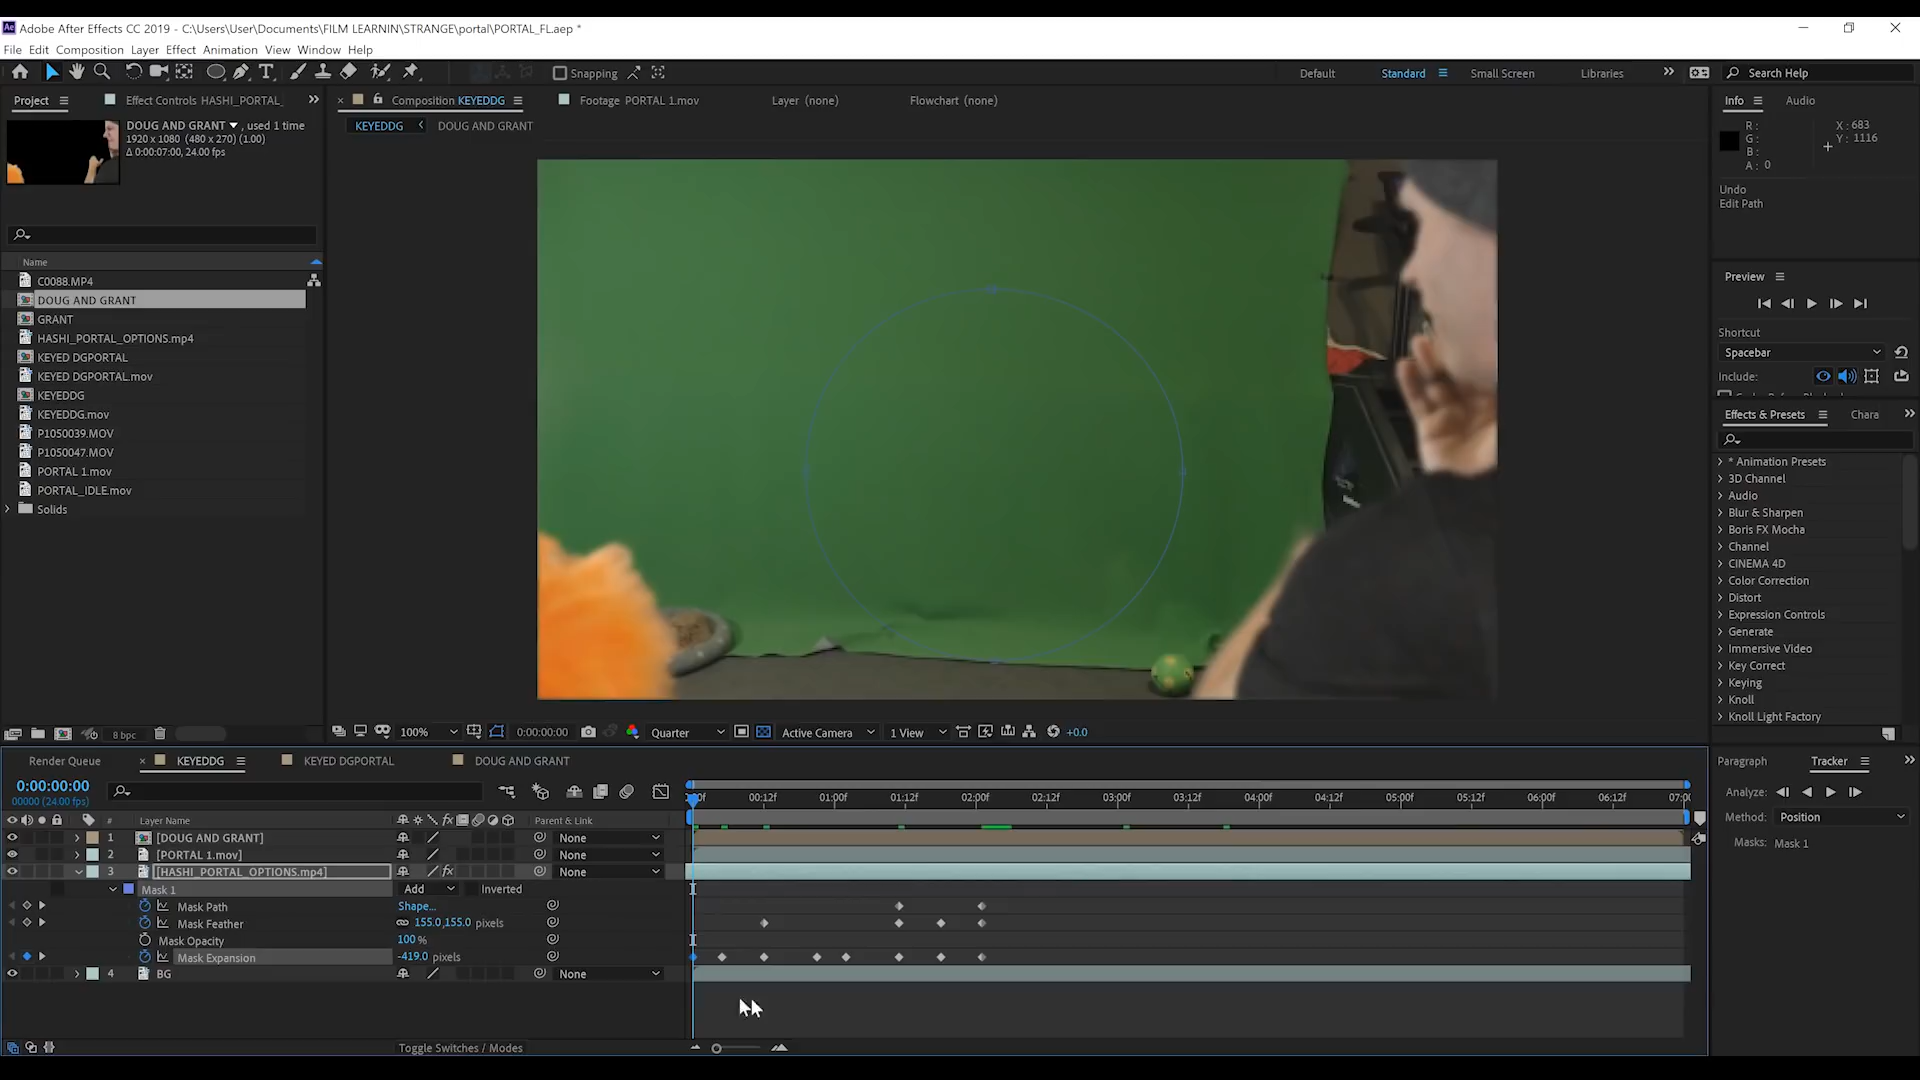 Adobe After Effects CC 2019 - C:\Users\User\Documents\FILM LEARNIN\STRANGE\portal\PORTAL_FL.aep *
File Edit Composition Layer Effect Animation View Window Help
Snapping
Default Standard Small Screen Libraries Search Help
Project Effect Controls HASHI_PORTAL_
Composition KEYEDDG Footage PORTAL 1.mov Layer (none) Flowchart (none)
Info Audio
DOUG AND GRANT , used 1 time
1920 x 1080 (480 x 270) (1.00)
Δ 0:00:07:00, 24.00 fps
KEYEDDG DOUG AND GRANT
R :
G :
B :
A : 0
X : 683
Y : 1116
Undo
Edit Path
Name
C0088.MP4
DOUG AND GRANT
GRANT
HASHI_PORTAL_OPTIONS.mp4
KEYED DGPORTAL
KEYED DGPORTAL.mov
KEYEDDG
KEYEDDG.mov
P1050039.MOV
P1050047.MOV
PORTAL 1.mov
PORTAL_IDLE.mov
Solids
Preview
Shortcut
Spacebar
Include:
Effects & Presets Chara
* Animation Presets
3D Channel
Audio
Blur & Sharpen
Boris FX Mocha
Channel
CINEMA 4D
Color Correction
Distort
Expression Controls
Generate
Immersive Video
Key Correct
Keying
Knoll
Knoll Light Factory
8 bpc
100% 0:00:00:00 Quarter Active Camera 1 View +0.0
Render Queue KEYEDDG KEYED DGPORTAL DOUG AND GRANT
Paragraph Tracker
0:00:00:00
00000 (24.00 fps)
00f 00:12f 01:00f 01:12f 02:00f 02:12f 03:00f 03:12f 04:00f 04:12f 05:00f 05:12f 06:00f 06:12f 07:00
Analyze:
Method: Position
Masks: Mask 1
# Layer Name fx Parent & Link
1 [DOUG AND GRANT] None
2 [PORTAL 1.mov] None
3 [HASHI_PORTAL_OPTIONS.mp4] fx None
Mask 1 Add Inverted
Mask Path Shape...
Mask Feather 155.0,155.0 pixels
Mask Opacity 100 %
Mask Expansion -419.0 pixels
4 BG None
Toggle Switches / Modes